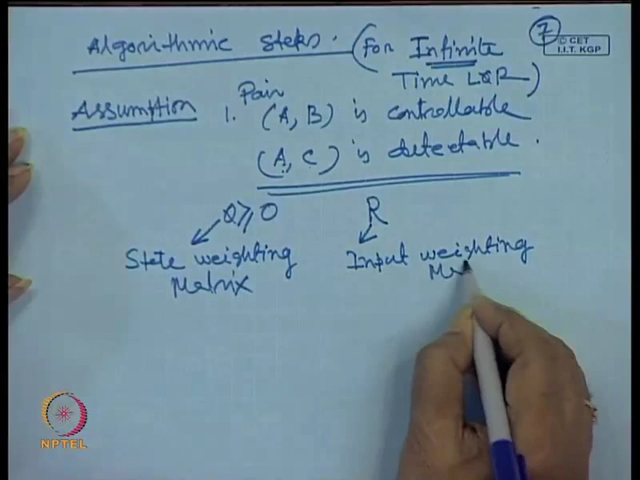 Algorithmic Steps. (For Infinite
Time LQR)
7
© CET
I.I.T. KGP
Assumption 1. Pair (A, B) is controllable
(A, C) is detectable.
Q ≥ 0 R
State weighting Matrix
Input weighting Ma
NPTEL